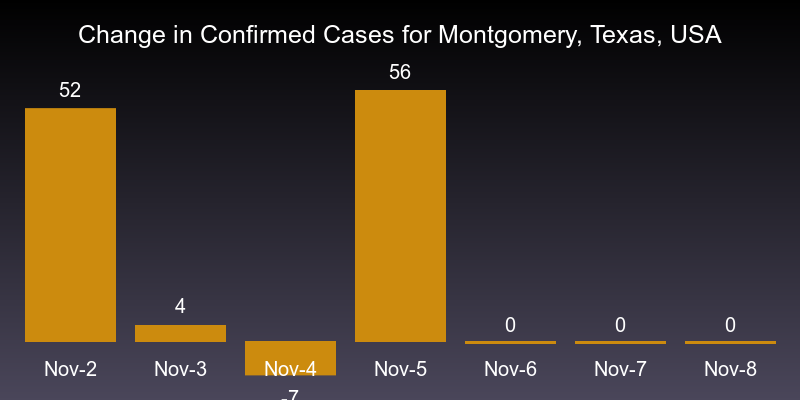 Change in Confirmed Cases for Montgomery, Texas, USA
52
4
56
0
0
0
Nov-2
Nov-3
Nov-4
Nov-5
Nov-6
Nov-7
Nov-8
-7